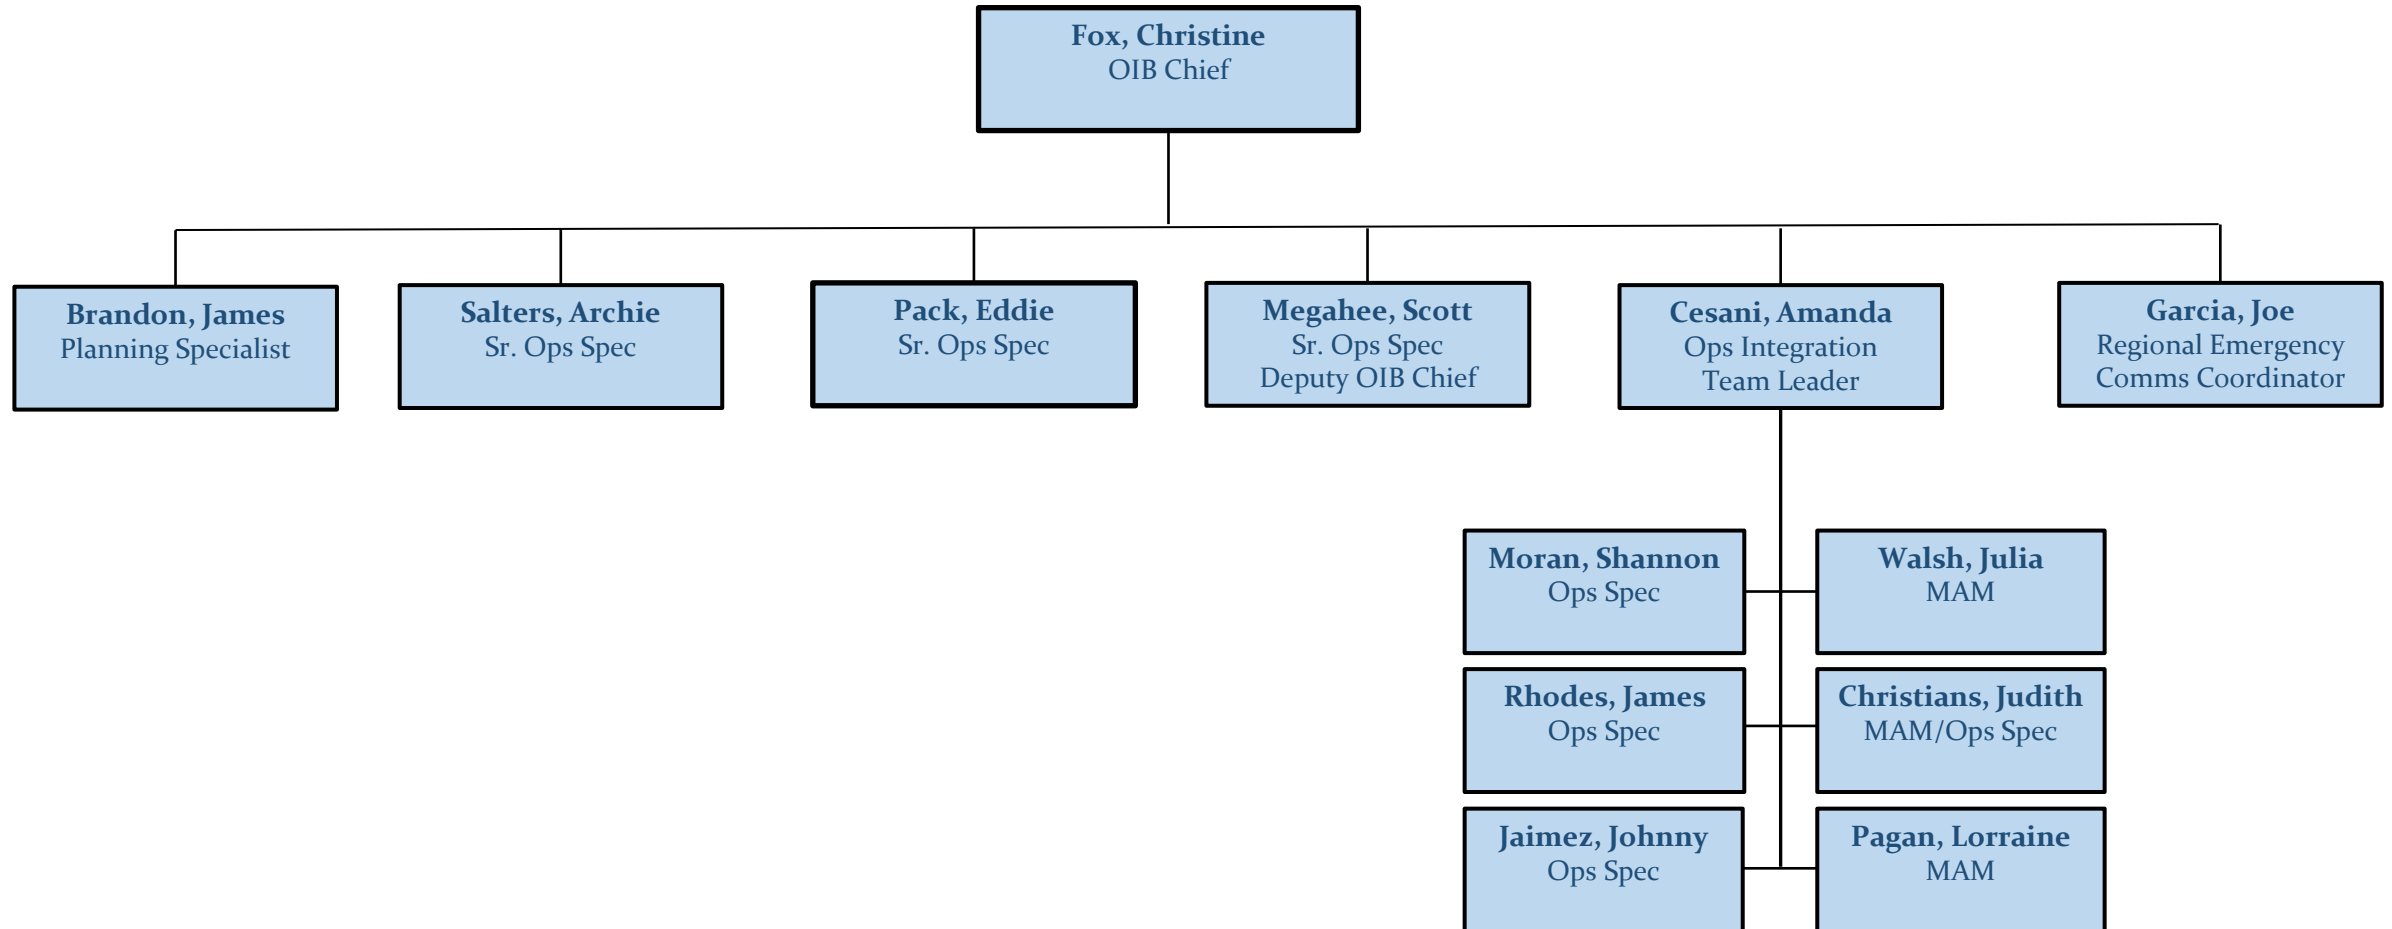 Fox, Christine
OIB Chief
Brandon, James
Planning Specialist
Salters, Archie
Sr. Ops Spec
Pack, Eddie
Sr. Ops Spec
Megahee, Scott
Sr. Ops Spec
Deputy OIB Chief
Cesani, Amanda
Ops Integration
Team Leader
Garcia, Joe
Regional Emergency
Comms Coordinator
Moran, Shannon
Ops Spec
Walsh, Julia
MAM
Rhodes, James
Ops Spec
Christians, Judith
MAM/Ops Spec
Jaimez, Johnny
Ops Spec
Pagan, Lorraine
MAM